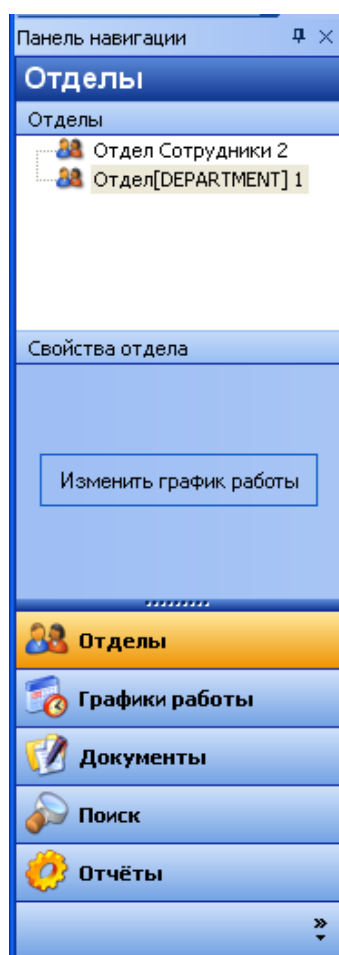 Панель навигации
Отделы
Отделы
Отдел Сотрудники 2
Отдел[DEPARTMENT] 1
Свойства отдела
Изменить график работы
Отделы
Графики работы
Документы
Поиск
Отчёты